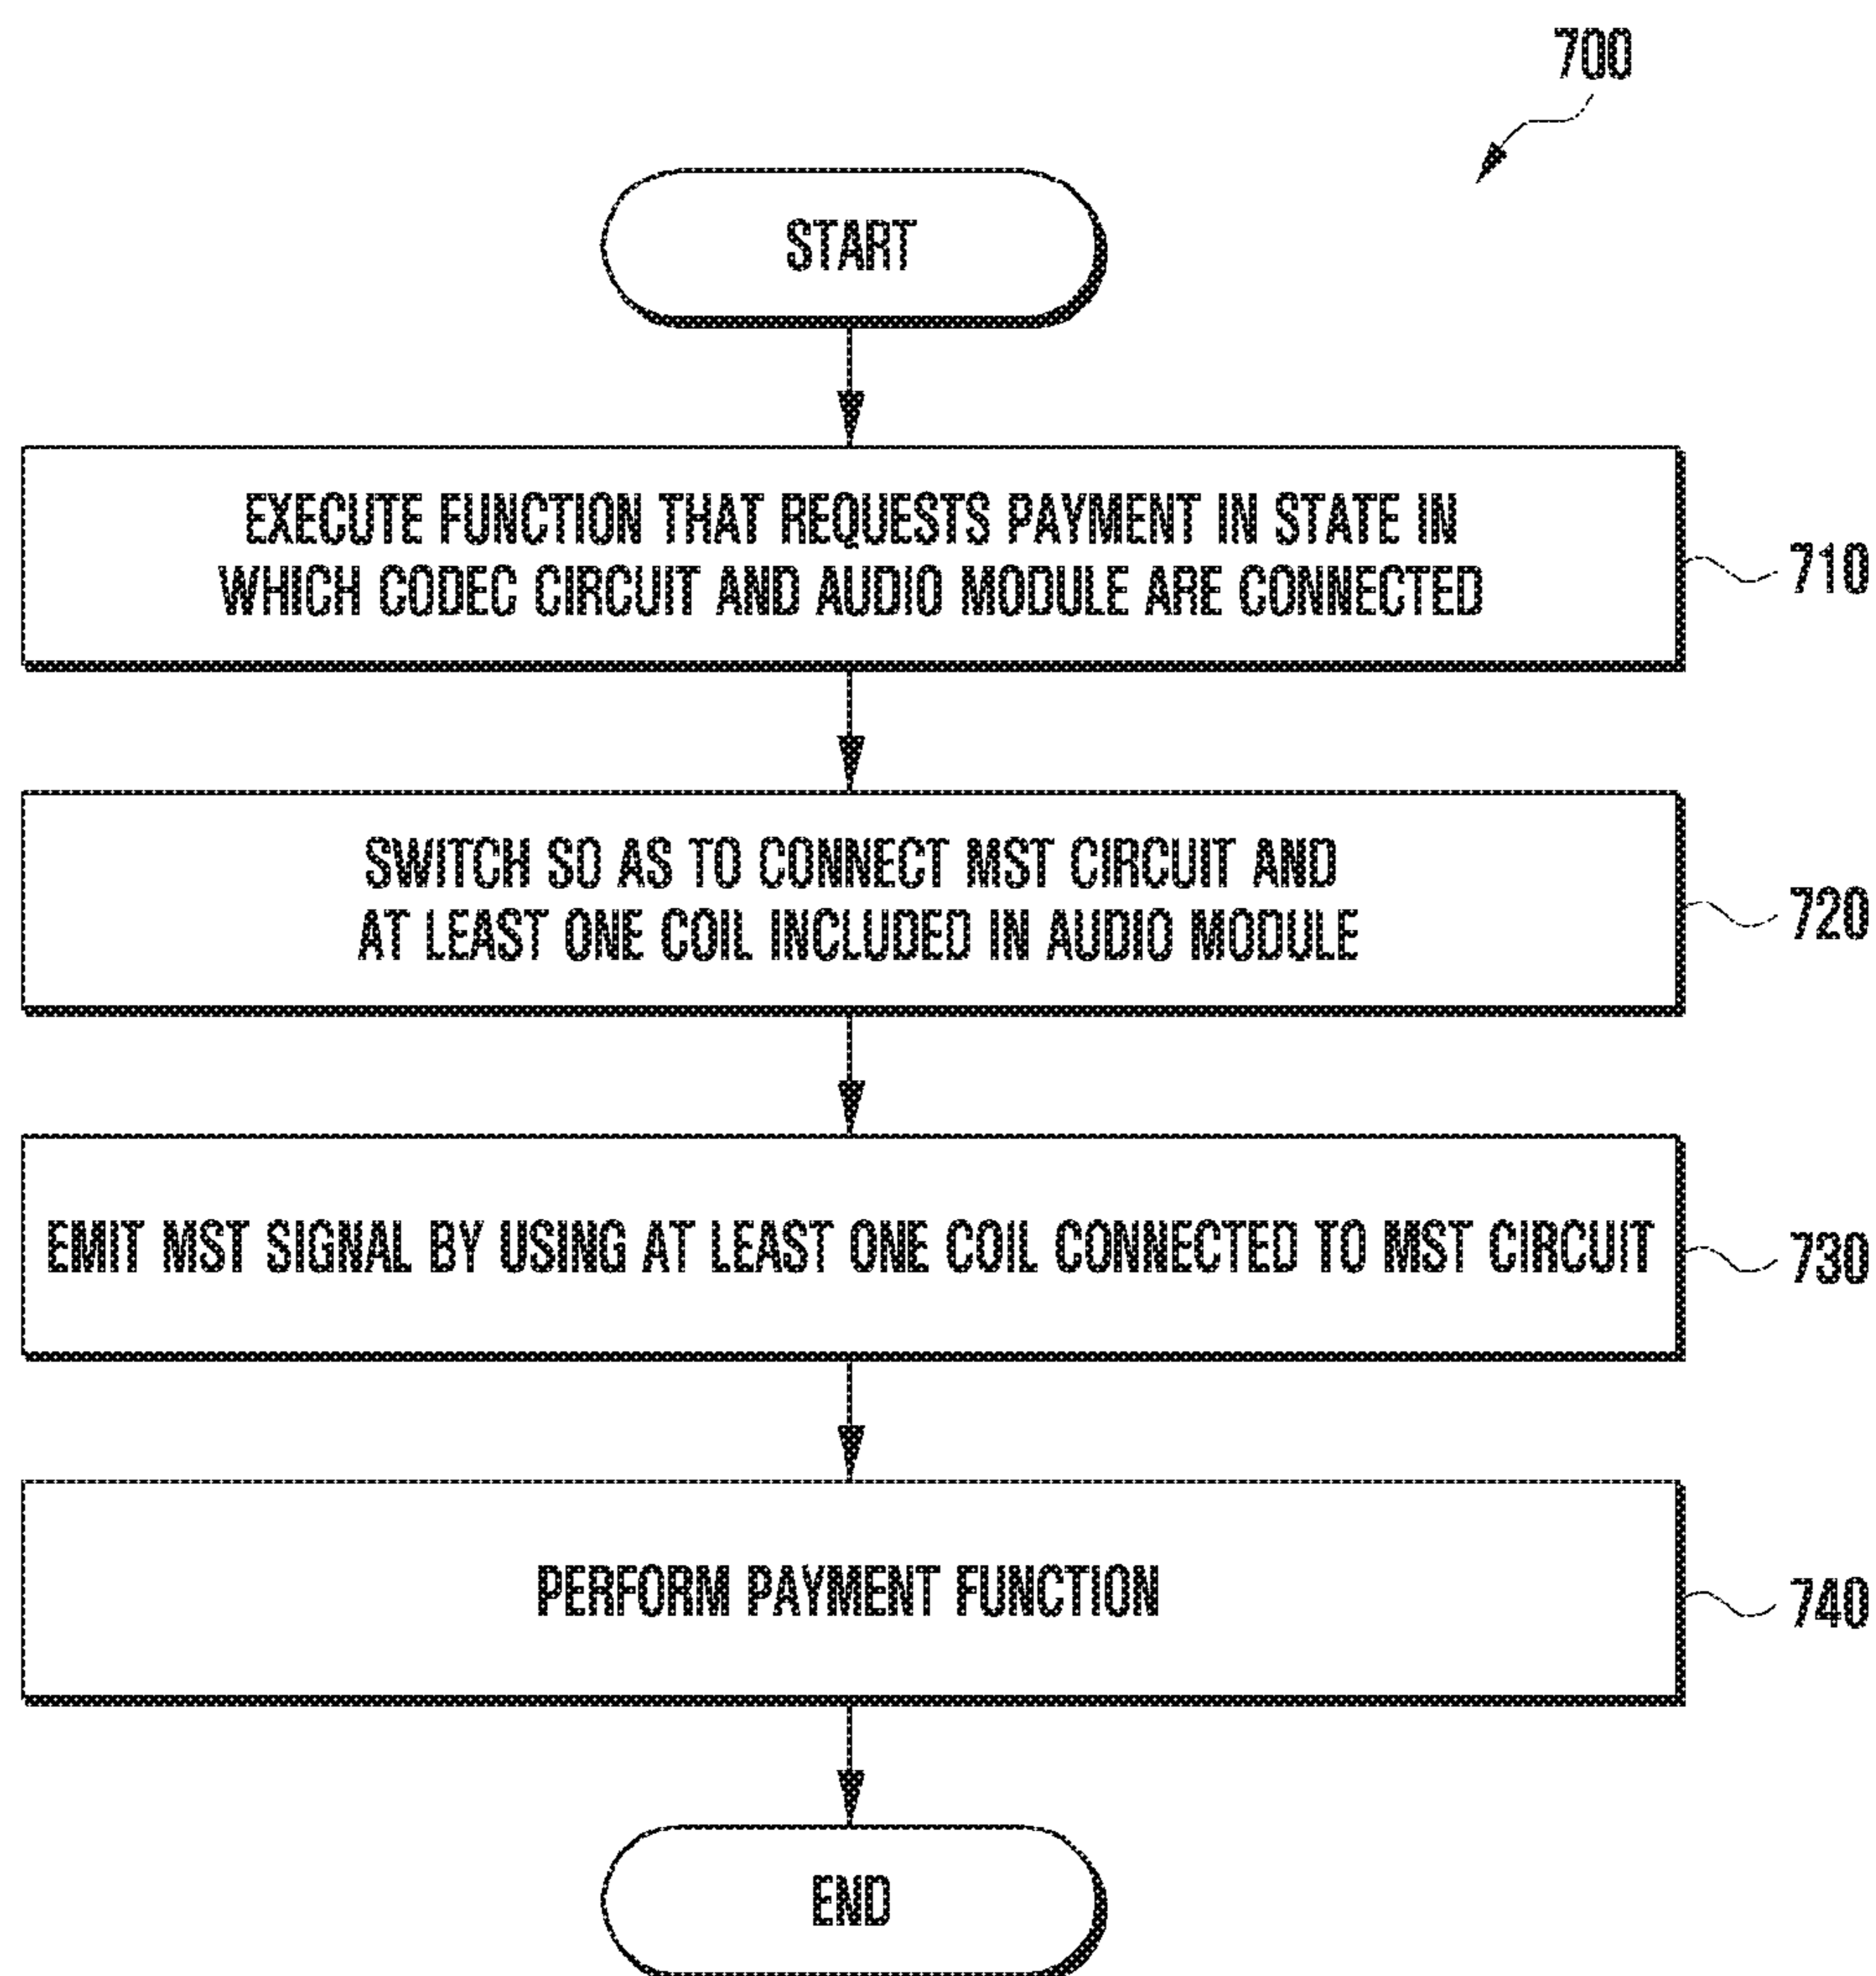 700
START
EXECUTE FUNCTION THAT REQUESTS PAYMENT IN STATE IN
WHICH CODEC CIRCUIT AND AUDIO MODULE ARE CONNECTED
710
SWITCH SO AS TO CONNECT MST CIRCUIT AND
AT LEAST ONE COIL INCLUDED IN AUDIO MODULE
720
EMIT MST SIGNAL BY USING AT LEAST ONE COIL CONNECTED TO MST CIRCUIT
730
PERFORM PAYMENT FUNCTION
740
END